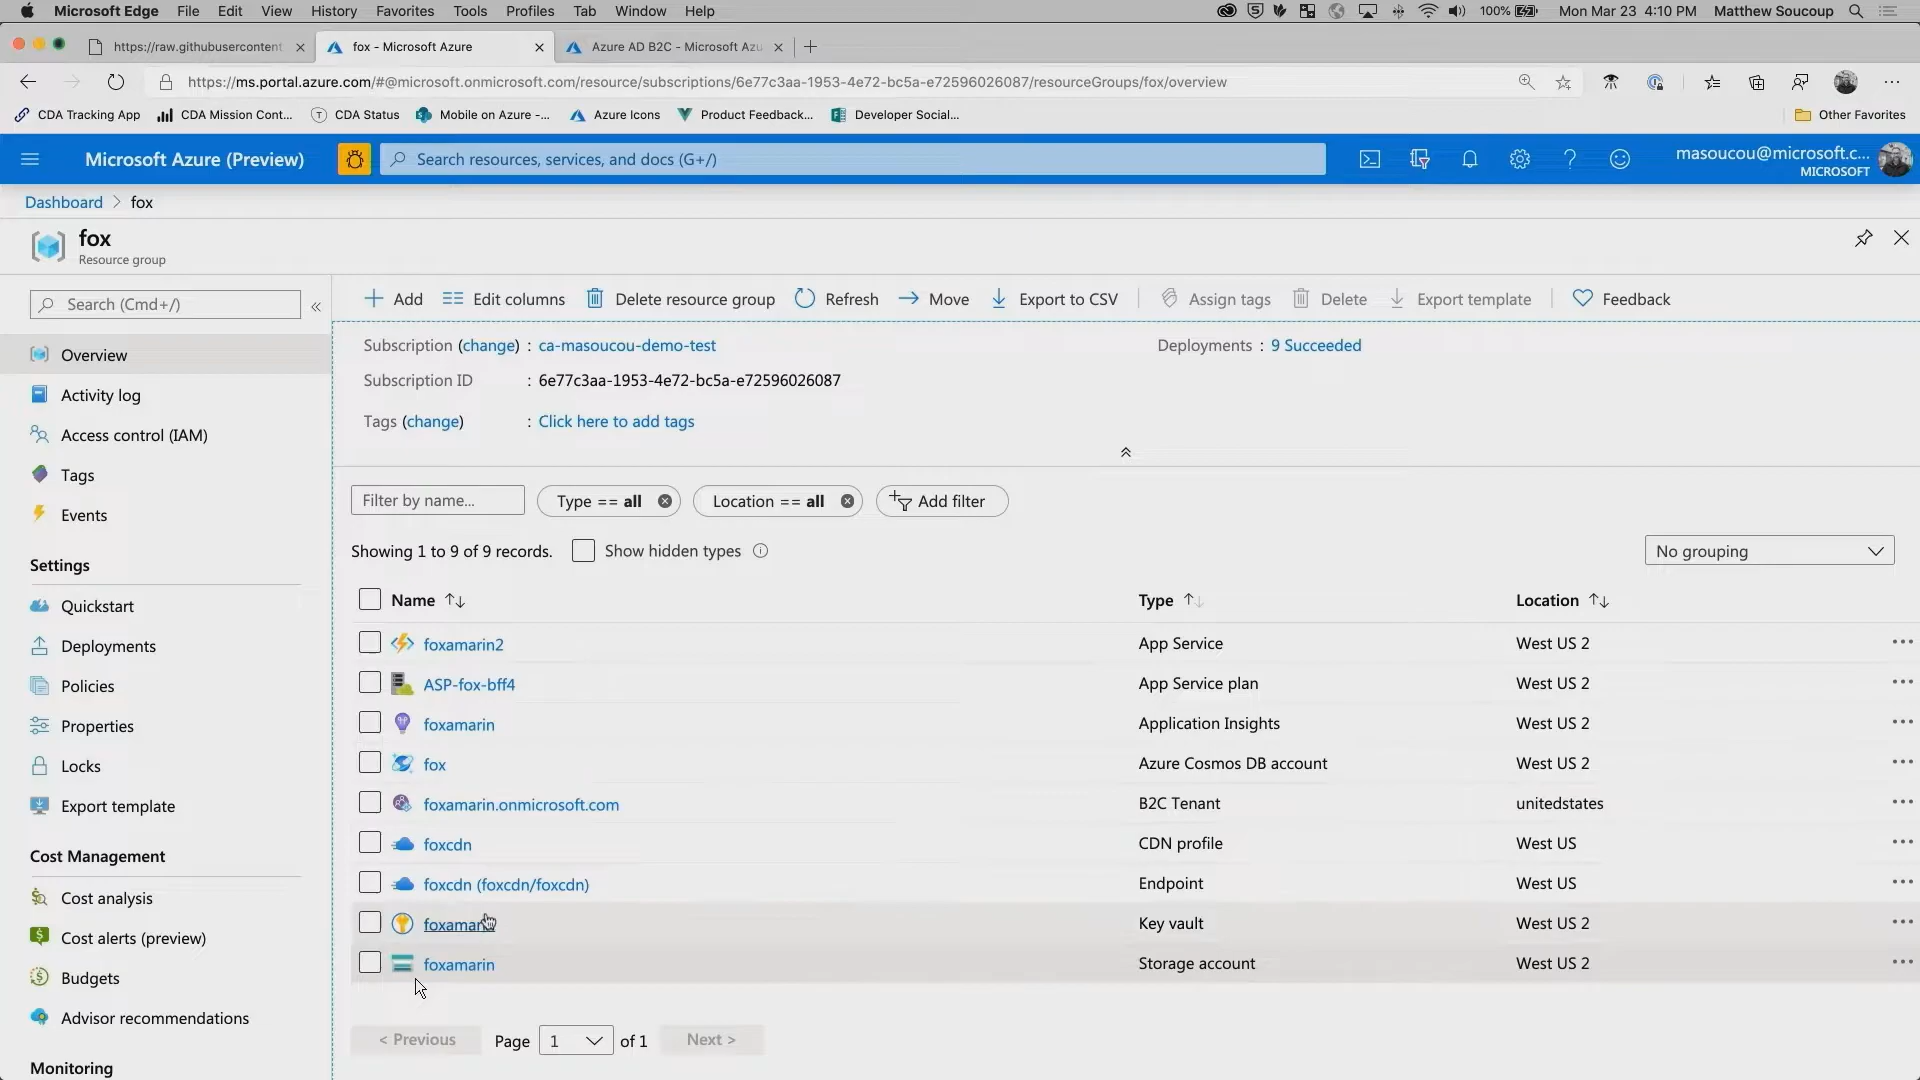 Microsoft Edge File Edit View History Favorites Tools Profiles Tab Window Help 100% Mon Mar 23 4:10 PM Matthew Soucoup
https://raw.githubusercontent fox - Microsoft Azure Azure AD B2C - Microsoft Azu
https://ms.portal.azure.com/#@microsoft.onmicrosoft.com/resource/subscriptions/6e77c3aa-1953-4e72-bc5a-e72596026087/resourceGroups/fox/overview
CDA Tracking App CDA Mission Cont... CDA Status Mobile on Azure -... Azure Icons Product Feedback... Developer Social... Other Favorites
Microsoft Azure (Preview) Search resources, services, and docs (G+/) masoucou@microsoft.c...
MICROSOFT
Dashboard > fox
fox
Resource group
Search (Cmd+/) « Add Edit columns Delete resource group Refresh Move Export to CSV Assign tags Delete Export template Feedback
Overview
Activity log
Access control (IAM)
Tags
Events
Settings
Quickstart
Deployments
Policies
Properties
Locks
Export template
Cost Management
Cost analysis
Cost alerts (preview)
Budgets
Advisor recommendations
Monitoring
Subscription (change) : ca-masoucou-demo-test Deployments : 9 Succeeded
Subscription ID : 6e77c3aa-1953-4e72-bc5a-e72596026087
Tags (change) : Click here to add tags
Filter by name... Type == all Location == all Add filter
Showing 1 to 9 of 9 records. Show hidden types No grouping
Name Type Location
foxamarin2 App Service West US 2
ASP-fox-bff4 App Service plan West US 2
foxamarin Application Insights West US 2
fox Azure Cosmos DB account West US 2
foxamarin.onmicrosoft.com B2C Tenant unitedstates
foxcdn CDN profile West US
foxcdn (foxcdn/foxcdn) Endpoint West US
foxamarin Key vault West US 2
foxamarin Storage account West US 2
< Previous Page 1 of 1 Next >